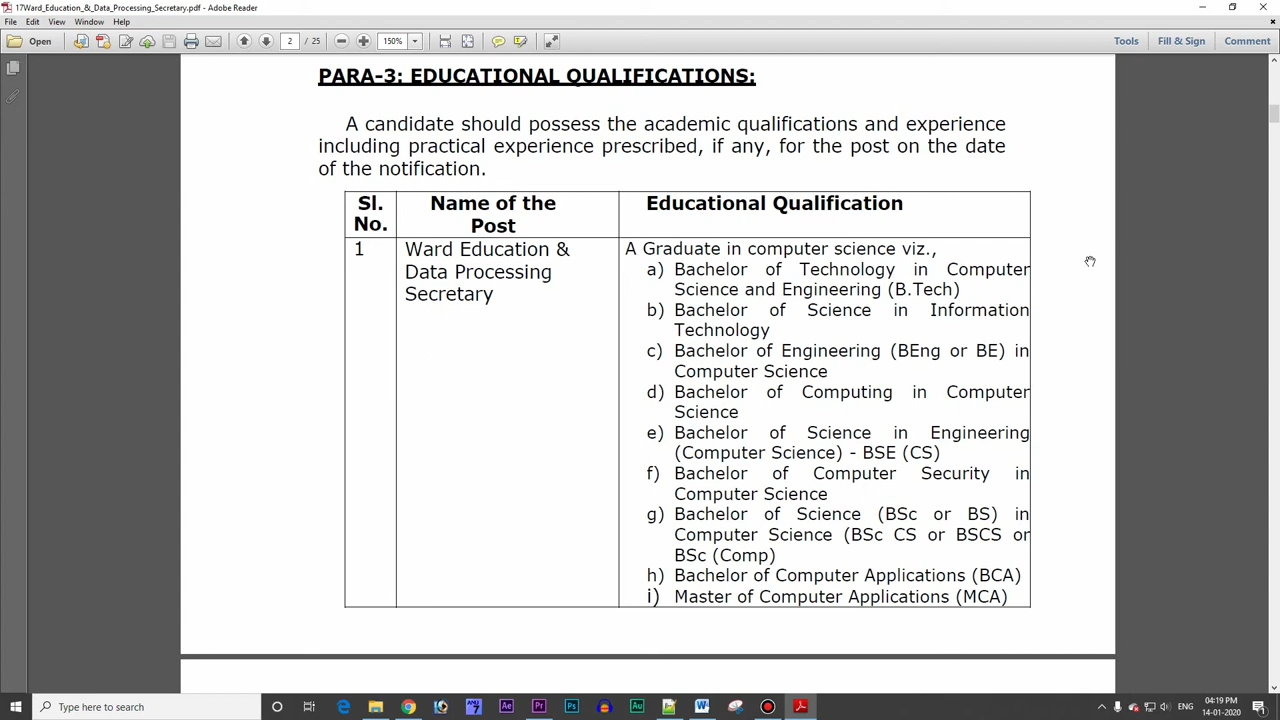 17Ward_Education_&_Data_Processing_Secretary.pdf - Adobe Reader
File Edit View Window Help
Open 2 / 25 150% Tools Fill & Sign Comment
PARA-3: EDUCATIONAL QUALIFICATIONS:
A candidate should possess the academic qualifications and experience
including practical experience prescribed, if any, for the post on the date
of the notification.
Sl. No.
Name of the Post
Educational Qualification
1
Ward Education &
Data Processing
Secretary
A Graduate in computer science viz.,
a) Bachelor of Technology in Computer
Science and Engineering (B.Tech)
b) Bachelor of Science in Information
Technology
c) Bachelor of Engineering (BEng or BE) in
Computer Science
d) Bachelor of Computing in Computer
Science
e) Bachelor of Science in Engineering
(Computer Science) - BSE (CS)
f) Bachelor of Computer Security in
Computer Science
g) Bachelor of Science (BSc or BS) in
Computer Science (BSc CS or BSCS or
BSc (Comp)
h) Bachelor of Computer Applications (BCA)
i) Master of Computer Applications (MCA)
Type here to search
ENG
04:19 PM
14-01-2020